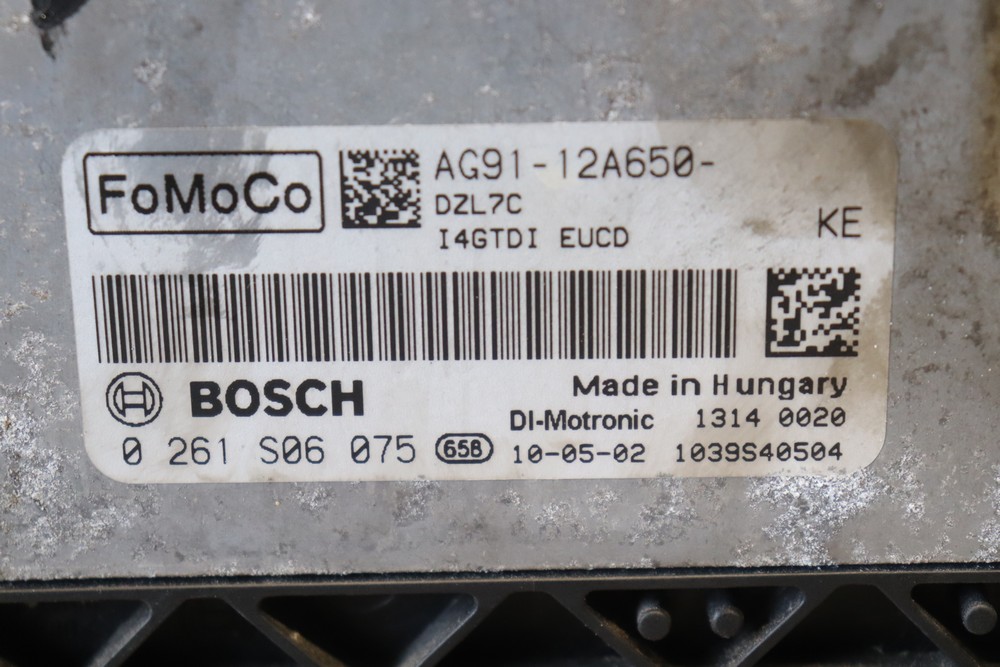 FoMoCo
AG91-12A650-
DZL7C
KE
I4GTDI EUCD
BOSCH
Made in Hungary
DI-Motronic 1314 0020
0 261 S06 075 658 10-05-02 1039S40504